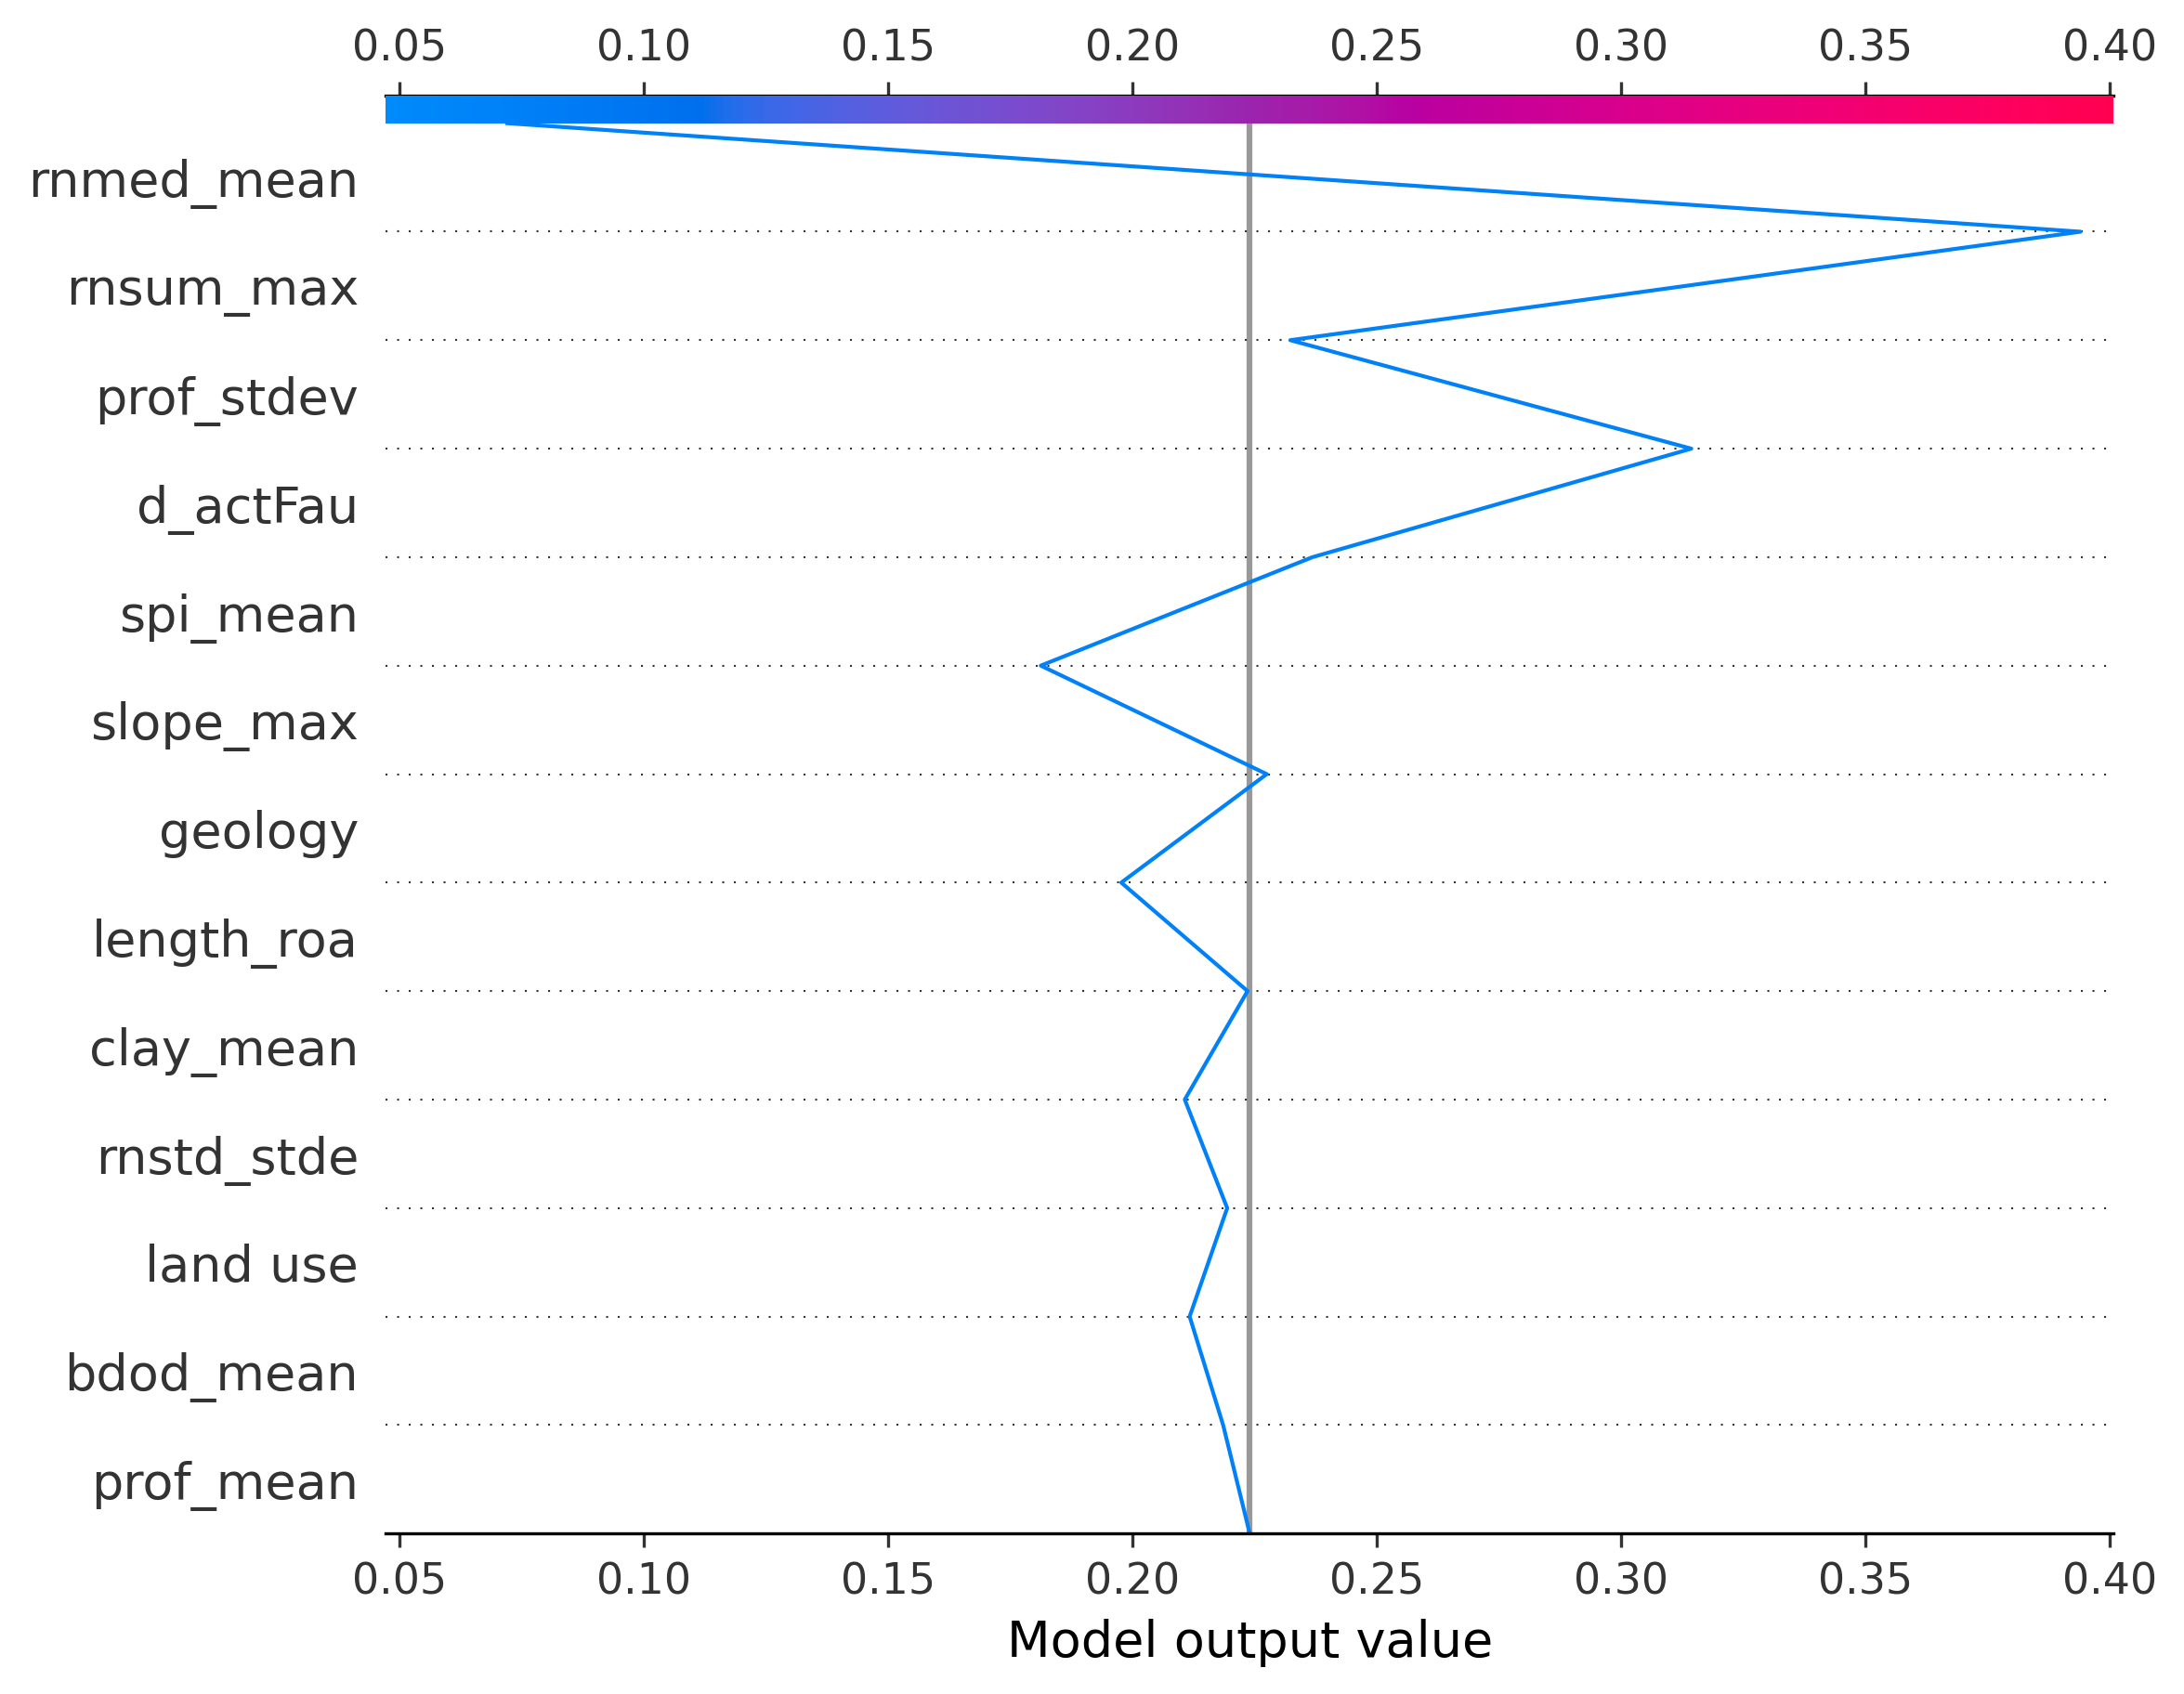 0.05 0.10 0.15 0.20 0.25 0.30 0.35 0.40
rnmed_mean
rnsum_max
prof_stdev
d_actFau
spi_mean
slope_max
geology
length_roa
clay_mean
rnstd_stde
land use
bdod_mean
prof_mean
0.05 0.10 0.15 0.20 0.25 0.30 0.35 0.40
Model output value